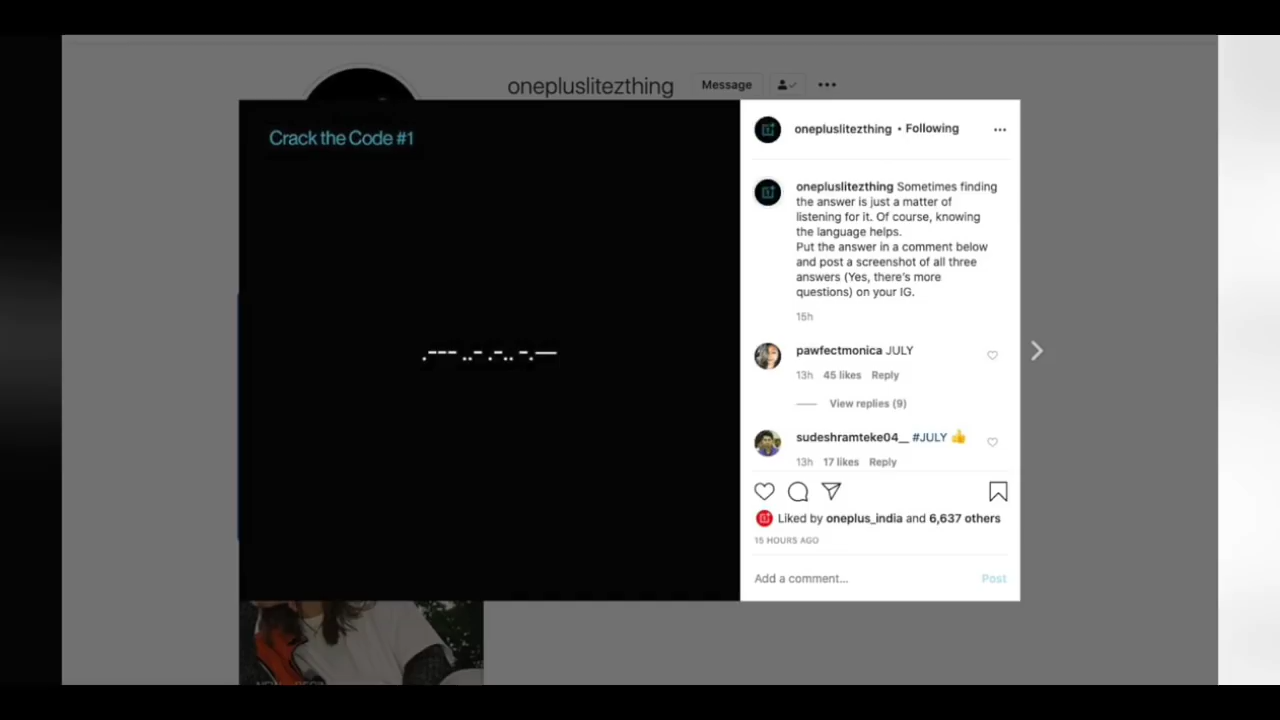 onepluslitezthing Message
Crack the Code #1
.--- ..- .-.. -.—
onepluslitezthing • Following
onepluslitezthing Sometimes finding
the answer is just a matter of
listening for it. Of course, knowing
the language helps.
Put the answer in a comment below
and post a screenshot of all three
answers (Yes, there's more
questions) on your IG.
15h
pawfectmonica JULY
13h 45 likes Reply
View replies (9)
sudeshramteke04__ #JULY 👍
13h 17 likes Reply
Liked by oneplus_india and 6,637 others
15 HOURS AGO
Add a comment... Post